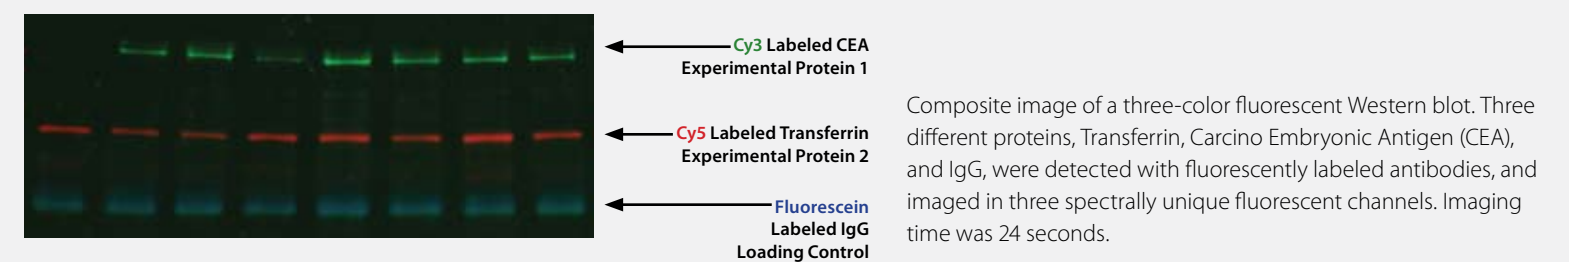 Cy3 Labeled CEA
Experimental Protein 1
Cy5 Labeled Transferrin
Experimental Protein 2
Fluorescein
Labeled IgG
Loading Control
Composite image of a three-color fluorescent Western blot. Three
different proteins, Transferrin, Carcino Embryonic Antigen (CEA),
and IgG, were detected with fluorescently labeled antibodies, and
imaged in three spectrally unique fluorescent channels. Imaging
time was 24 seconds.